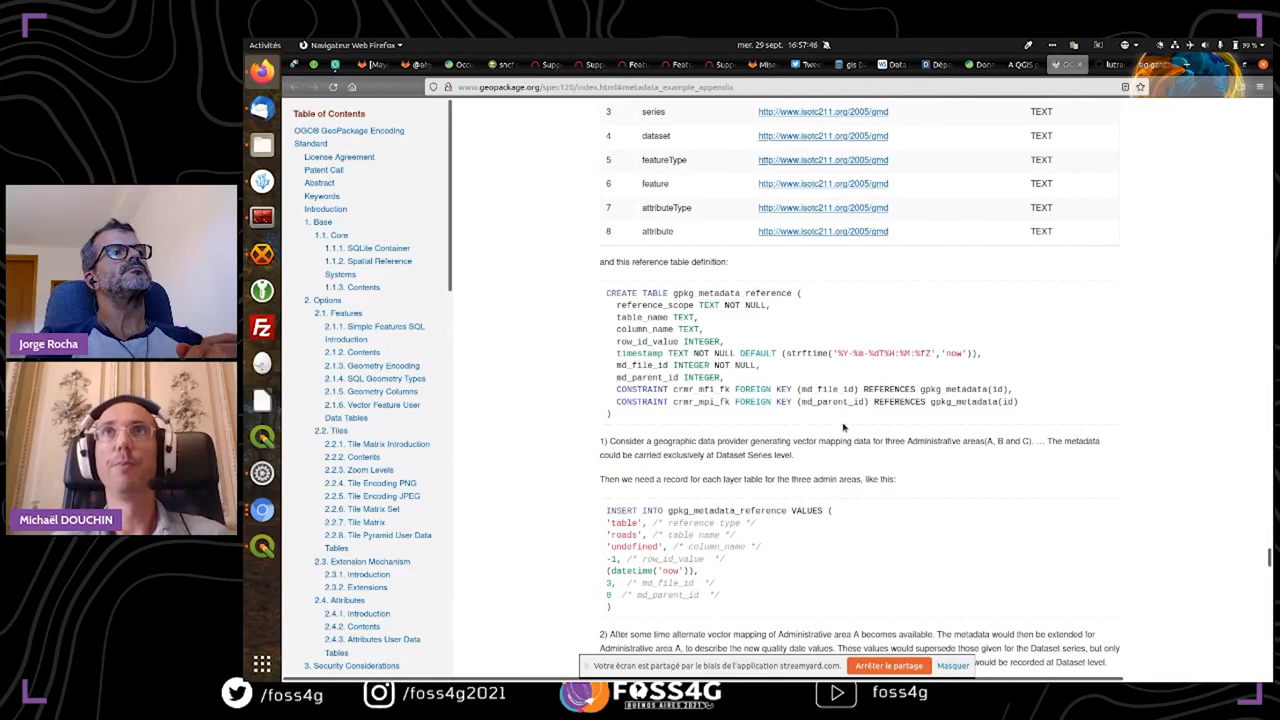 Activités
Navigateur Web Firefox
mer. 29 sept. 16:57:46
99 %
[May
@ahy
Occu
sncf
Supp
Supp
Featu
Featu
Supp
Mise
Tweet
gis D
Data
Dépa
Donn
A QGIS p
lutra
sig.gard
www.geopackage.org/spec120/index.html#metadata_example_appendix
Table of Contents
OGC® GeoPackage Encoding
Standard
License Agreement
Patent Call
Abstract
Keywords
Introduction
1. Base
1.1. Core
1.1.1. SQLite Container
1.1.2. Spatial Reference
Systems
1.1.3. Contents
2. Options
2.1. Features
2.1.1. Simple Features SQL
Introduction
2.1.2. Contents
2.1.3. Geometry Encoding
2.1.4. SQL Geometry Types
2.1.5. Geometry Columns
2.1.6. Vector Feature User
Data Tables
2.2. Tiles
2.2.1. Tile Matrix Introduction
2.2.2. Contents
2.2.3. Zoom Levels
2.2.4. Tile Encoding PNG
2.2.5. Tile Encoding JPEG
2.2.6. Tile Matrix Set
2.2.7. Tile Matrix
2.2.8. Tile Pyramid User Data
Tables
2.3. Extension Mechanism
2.3.1. Introduction
2.3.2. Extensions
2.4. Attributes
2.4.1. Introduction
2.4.2. Contents
2.4.3. Attributes User Data
Tables
3. Security Considerations
3 series http://www.isotc211.org/2005/gmd TEXT
4 dataset http://www.isotc211.org/2005/gmd TEXT
5 featureType http://www.isotc211.org/2005/gmd TEXT
6 feature http://www.isotc211.org/2005/gmd TEXT
7 attributeType http://www.isotc211.org/2005/gmd TEXT
8 attribute http://www.isotc211.org/2005/gmd TEXT
and this reference table definition:
CREATE TABLE gpkg_metadata_reference (
reference_scope TEXT NOT NULL,
table_name TEXT,
column_name TEXT,
row_id_value INTEGER,
timestamp TEXT NOT NULL DEFAULT (strftime('%Y-%m-%dT%H:%M:%fZ','now')),
md_file_id INTEGER NOT NULL,
md_parent_id INTEGER,
CONSTRAINT crmr_mfi_fk FOREIGN KEY (md_file_id) REFERENCES gpkg_metadata(id),
CONSTRAINT crmr_mpi_fk FOREIGN KEY (md_parent_id) REFERENCES gpkg_metadata(id)
)
1) Consider a geographic data provider generating vector mapping data for three Administrative areas(A, B and C). … The metadata
could be carried exclusively at Dataset Series level.
Then we need a record for each layer table for the three admin areas, like this:
INSERT INTO gpkg_metadata_reference VALUES (
'table', /* reference type */
'roads', /* table name */
'undefined', /* column_name */
-1, /* row_id_value */
(datetime('now')),
3, /* md_file_id */
0 /* md_parent_id */
)
2) After some time alternate vector mapping of Administrative area A becomes available. The metadata would then be extended for
Administrative area A, to describe the new quality date values. These values would supersede those given for the Dataset series, but only
would be recorded at Dataset level.
Votre écran est partagé par le biais de l'application streamyard.com.
Arrêter le partage
Masquer
Jorge Rocha
Michaël DOUCHIN
/foss4g
/foss4g2021
FOSS4G
BUENOS AIRES 2021
foss4g